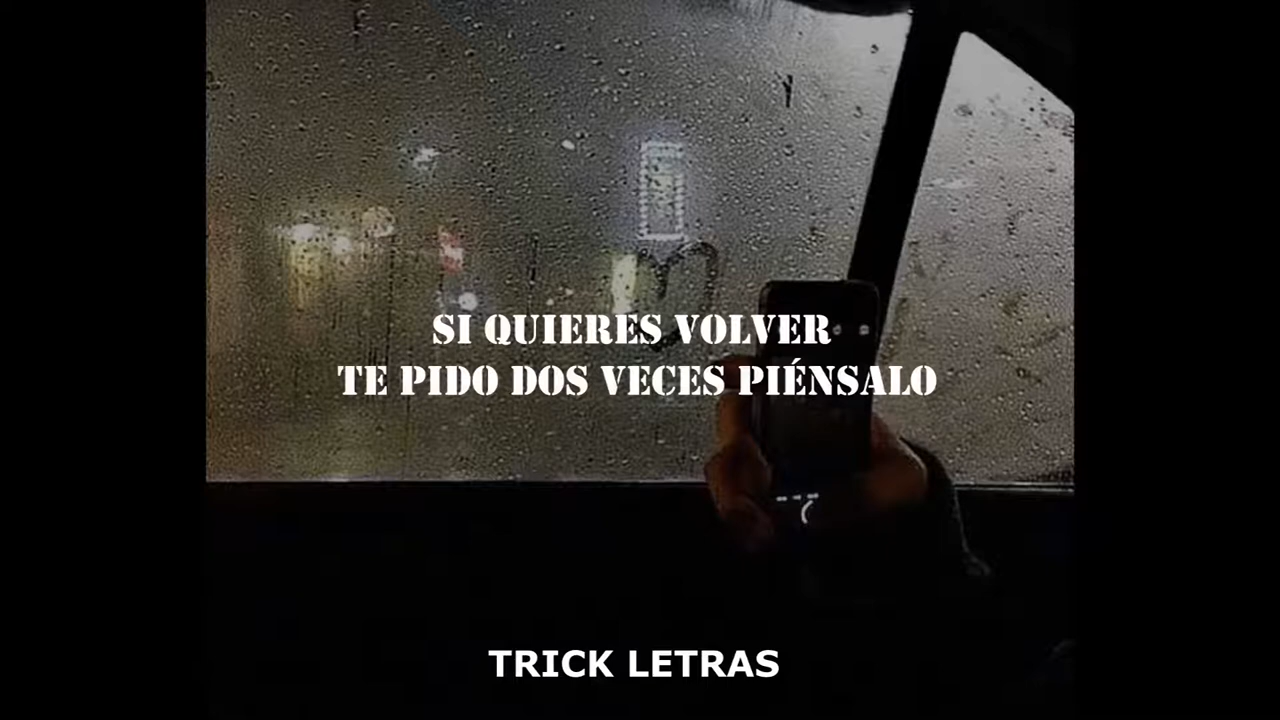 SI QUIERES VOLVER
TE PIDO DOS VECES PIÉNSALO
TRICK LETRAS